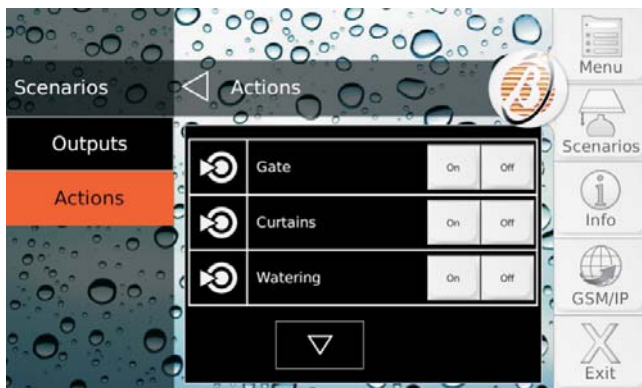 Scenarios
Actions
Outputs
Actions
Gate On Off
Curtains On Off
Watering On Off
Menu
Scenarios
Info
GSM/IP
Exit